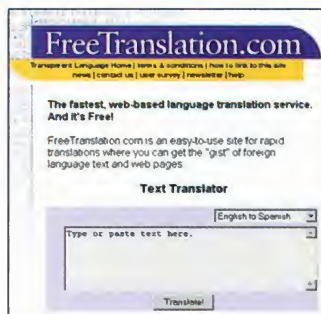 FreeTranslation.com
Transparent Language Home | terms & conditions | how to link to this site
news | contact us | user survey | newsletter | help
The fastest, web-based language translation service.
And it's Free!
FreeTranslation.com is an easy-to-use site for rapid
translations where you can get the "gist" of foreign
language text and web pages.
Text Translator
English to Spanish
Type or paste text here.
Translate!